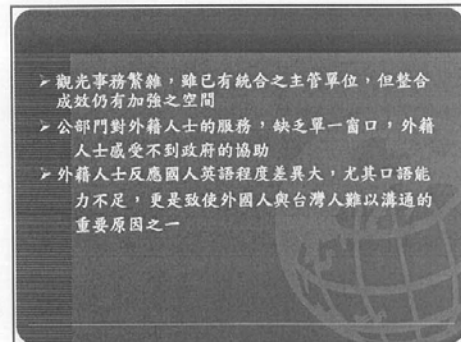 ➢ 觀光事務繁雜，雖已有統合之主管單位，但整合
成效仍有加強之空間
➢ 公部門對外籍人士的服務，缺乏單一窗口，外籍
人士感受不到政府的協助
➢ 外籍人士反應國人英語程度差異大，尤其口語能
力不足，更是致使外國人與台灣人難以溝通的
重要原因之一